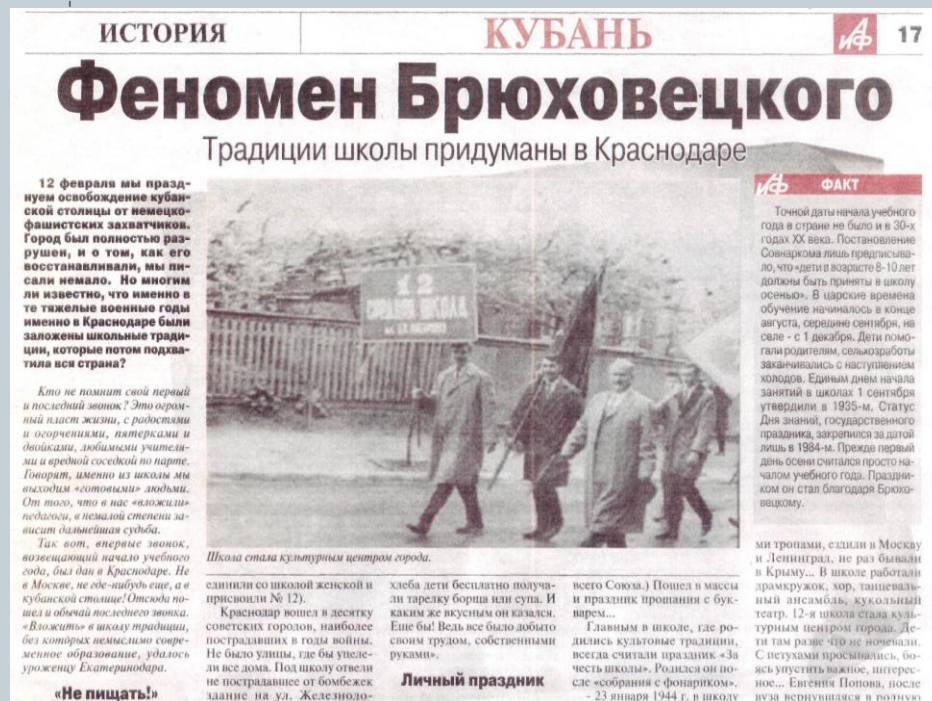 ИСТОРИЯ
КУБАНЬ
АиФ
17
Феномен Брюховецкого
Традиции школы придуманы в Краснодаре
12 февраля мы празд-
нуем освобождение кубан-
ской столицы от немецко-
фашистских захватчиков.
Город был полностью раз-
рушен, и о том, как его
восстанавливали, мы пи-
сали немало. Но многим
ли известно, что именно в
те тяжелые военные годы
именно в Краснодаре были
заложены школьные тради-
ции, которые потом подхва-
тила вся страна?
Кто не помнит свой первый
и последний звонок? Это огром-
ный пласт жизни, с радостями
и огорчениями, пятерками и
двойками, любимыми учителя-
ми и вредной соседкой по парте.
Говорят, именно из школы мы
выходим «готовыми» людьми.
От того, что в нас «вложили»
педагоги, в немалой степени за-
висит дальнейшая судьба.
Так вот, впервые звонок,
возвещающий начало учебного
года, был дан в Краснодаре. Не
в Москве, не где-нибудь еще, а в
кубанской столице! Отсюда по-
шел и обычай последнего звонка.
«Вложить» в школу традиции,
без которых немыслимо совре-
менное образование, удалось
уроженцу Екатеринодара.
«Не пищать!»
12
СРЕДНЯЯ ШКОЛА
Школа стала культурным центром города.
единили со школой женской и
присвоили № 12).
Краснодар вошел в десятку
советских городов, наиболее
пострадавших в годы войны.
Не было улицы, где бы уцеле-
ли все дома. Под школу отвели
не пострадавшее от бомбежек
здание на ул. Железноло-
хлеба дети бесплатно получа-
ли тарелку борща или супа. И
каким же вкусным он казался.
Еще бы! Ведь все было добыто
своим трудом, собственными
руками».
Личный праздник
всего Союза.) Пошел в массы
и праздник прощания с бук-
варем...
Главным в школе, где ро-
дились культовые традиции,
всегда считали праздник «За
честь школы». Родился он по-
сле «собрания с фонариком».
- 23 января 1944 г. в школу
АиФ ФАКТ
Точной даты начала учебного
года в стране не было и в 30-х
годах XX века. Постановление
Совнаркома лишь предписыва-
ло, что «дети в возрасте 8-10 лет
должны быть приняты в школу
осенью». В царские времена
обучение начиналось в конце
августа, середине сентября, на
селе - с 1 декабря. Дети помо-
гали родителям, сельхозработы
заканчивались с наступлением
холодов. Единым днем начала
занятий в школах 1 сентября
утвердили в 1935-м. Статус
Дня знаний, государственного
праздника, закрепился за датой
лишь в 1984-м. Прежде первый
день осени считался просто на-
чалом учебного года. Праздни-
ком он стал благодаря Брюхо-
вецкому.
ми тропами, ездили в Москву
и Ленинград, не раз бывали
в Крыму... В школе работали
драмкружок, хор, танцеваль-
ный ансамбль, кукольный
театр. 12-я школа стала куль-
турным центром города. Де-
ти там разве что не ночевали.
С петухами просыпались, бо-
ясь упустить важное, интерес-
ное... Евгения Попова, после
вуза вернувшаяся в родную